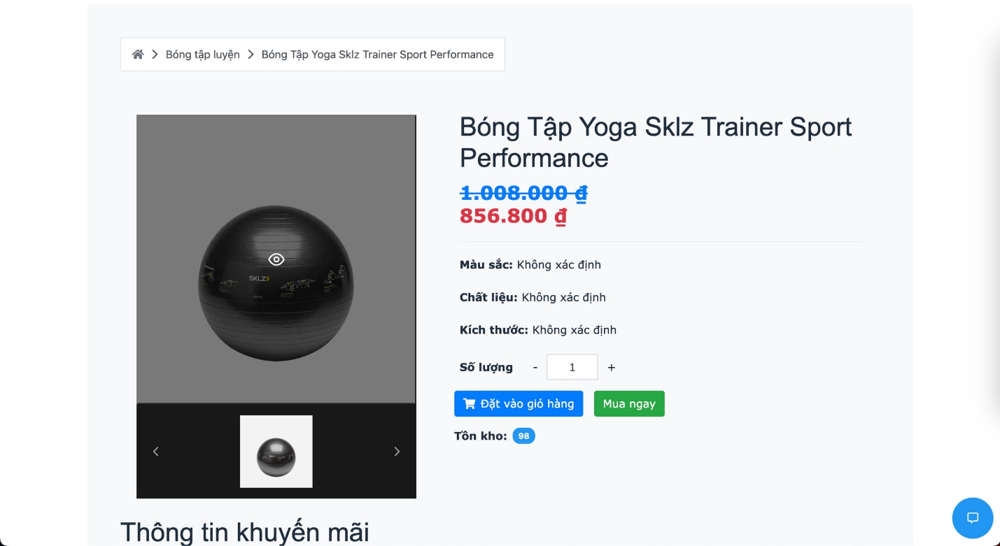 Bóng tập luyện
Bóng Tập Yoga Sklz Trainer Sport Performance
Bóng Tập Yoga Sklz Trainer Sport
Performance
1.008.000 ₫
856.800 ₫
Màu sắc: Không xác định
Chất liệu: Không xác định
Kích thước: Không xác định
Số lượng - 1 +
Đặt vào giỏ hàng
Mua ngay
Tồn kho: 98
SKLZ
Thông tin khuyến mãi